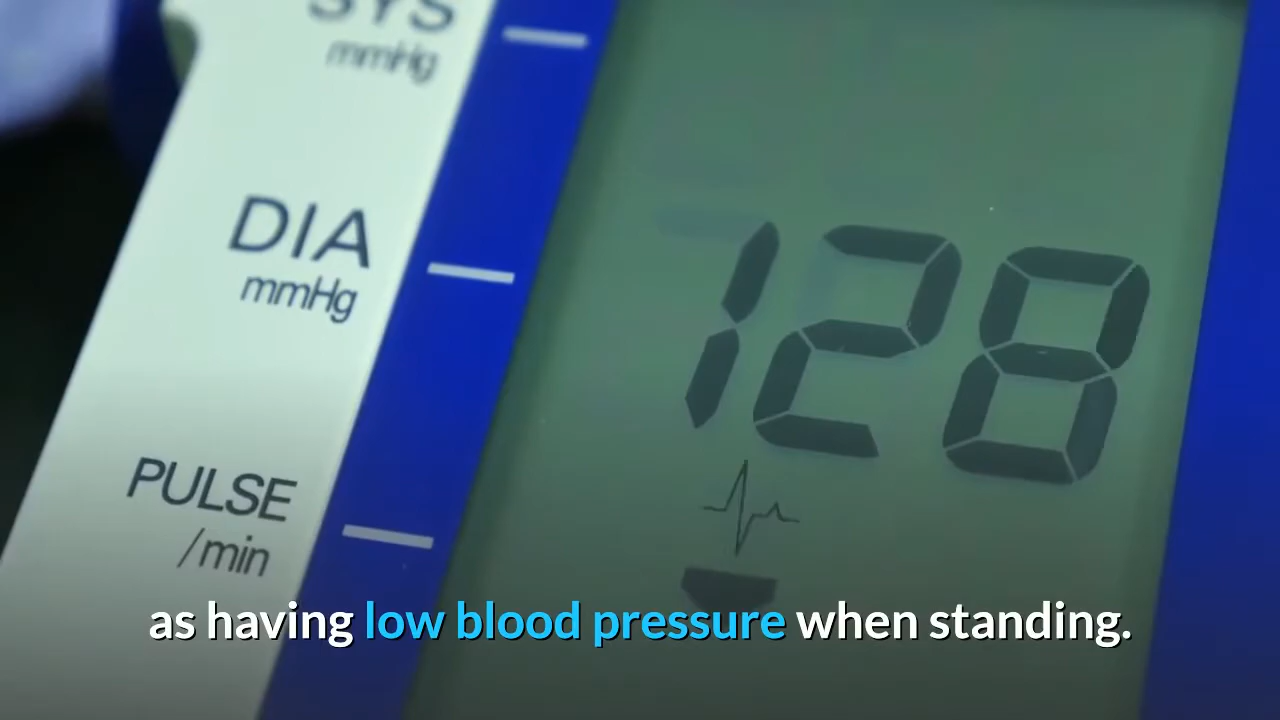 SYS
mmHg
DIA
mmHg
128
PULSE
/min
as having low blood pressure when standing.